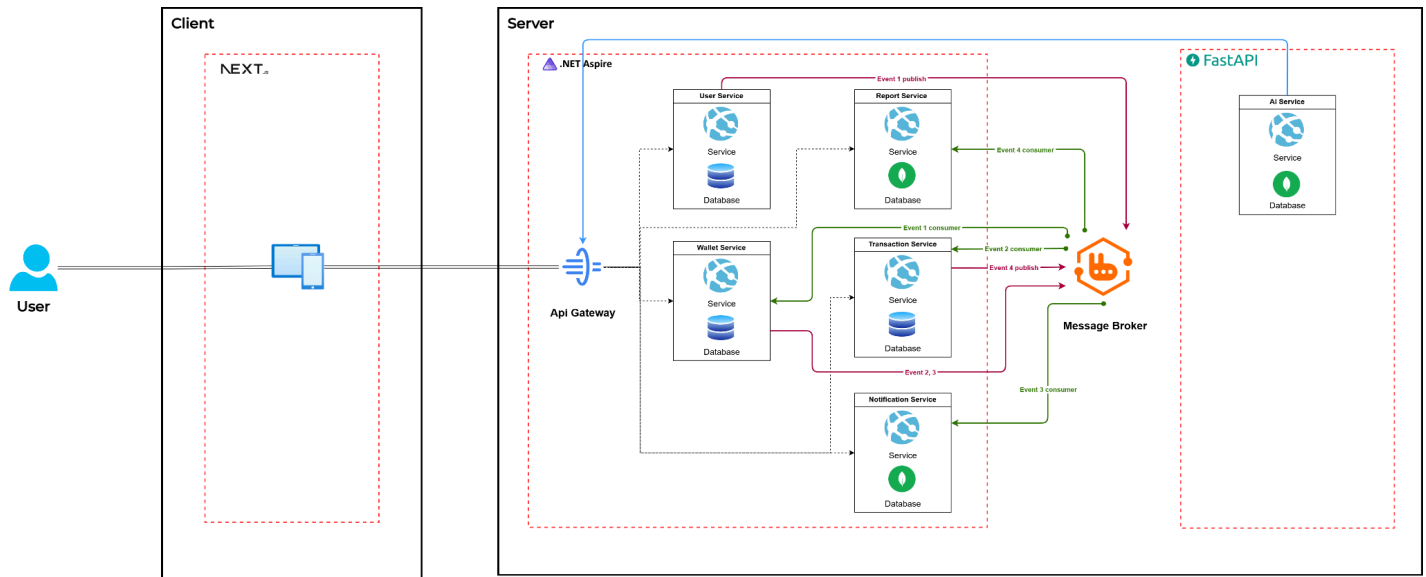 Client
Server
NEXT.js
.NET Aspire
FastAPI
Event 1 publish
User Service
Service
Database
Report Service
Service
Database
AI Service
Service
Database
Event 4 consumer
Event 1 consumer
Wallet Service
Service
Database
Transaction Service
Service
Database
Event 2 consumer
Event 4 publish
User
Api Gateway
Message Broker
Event 2, 3
Event 3 consumer
Notification Service
Service
Database